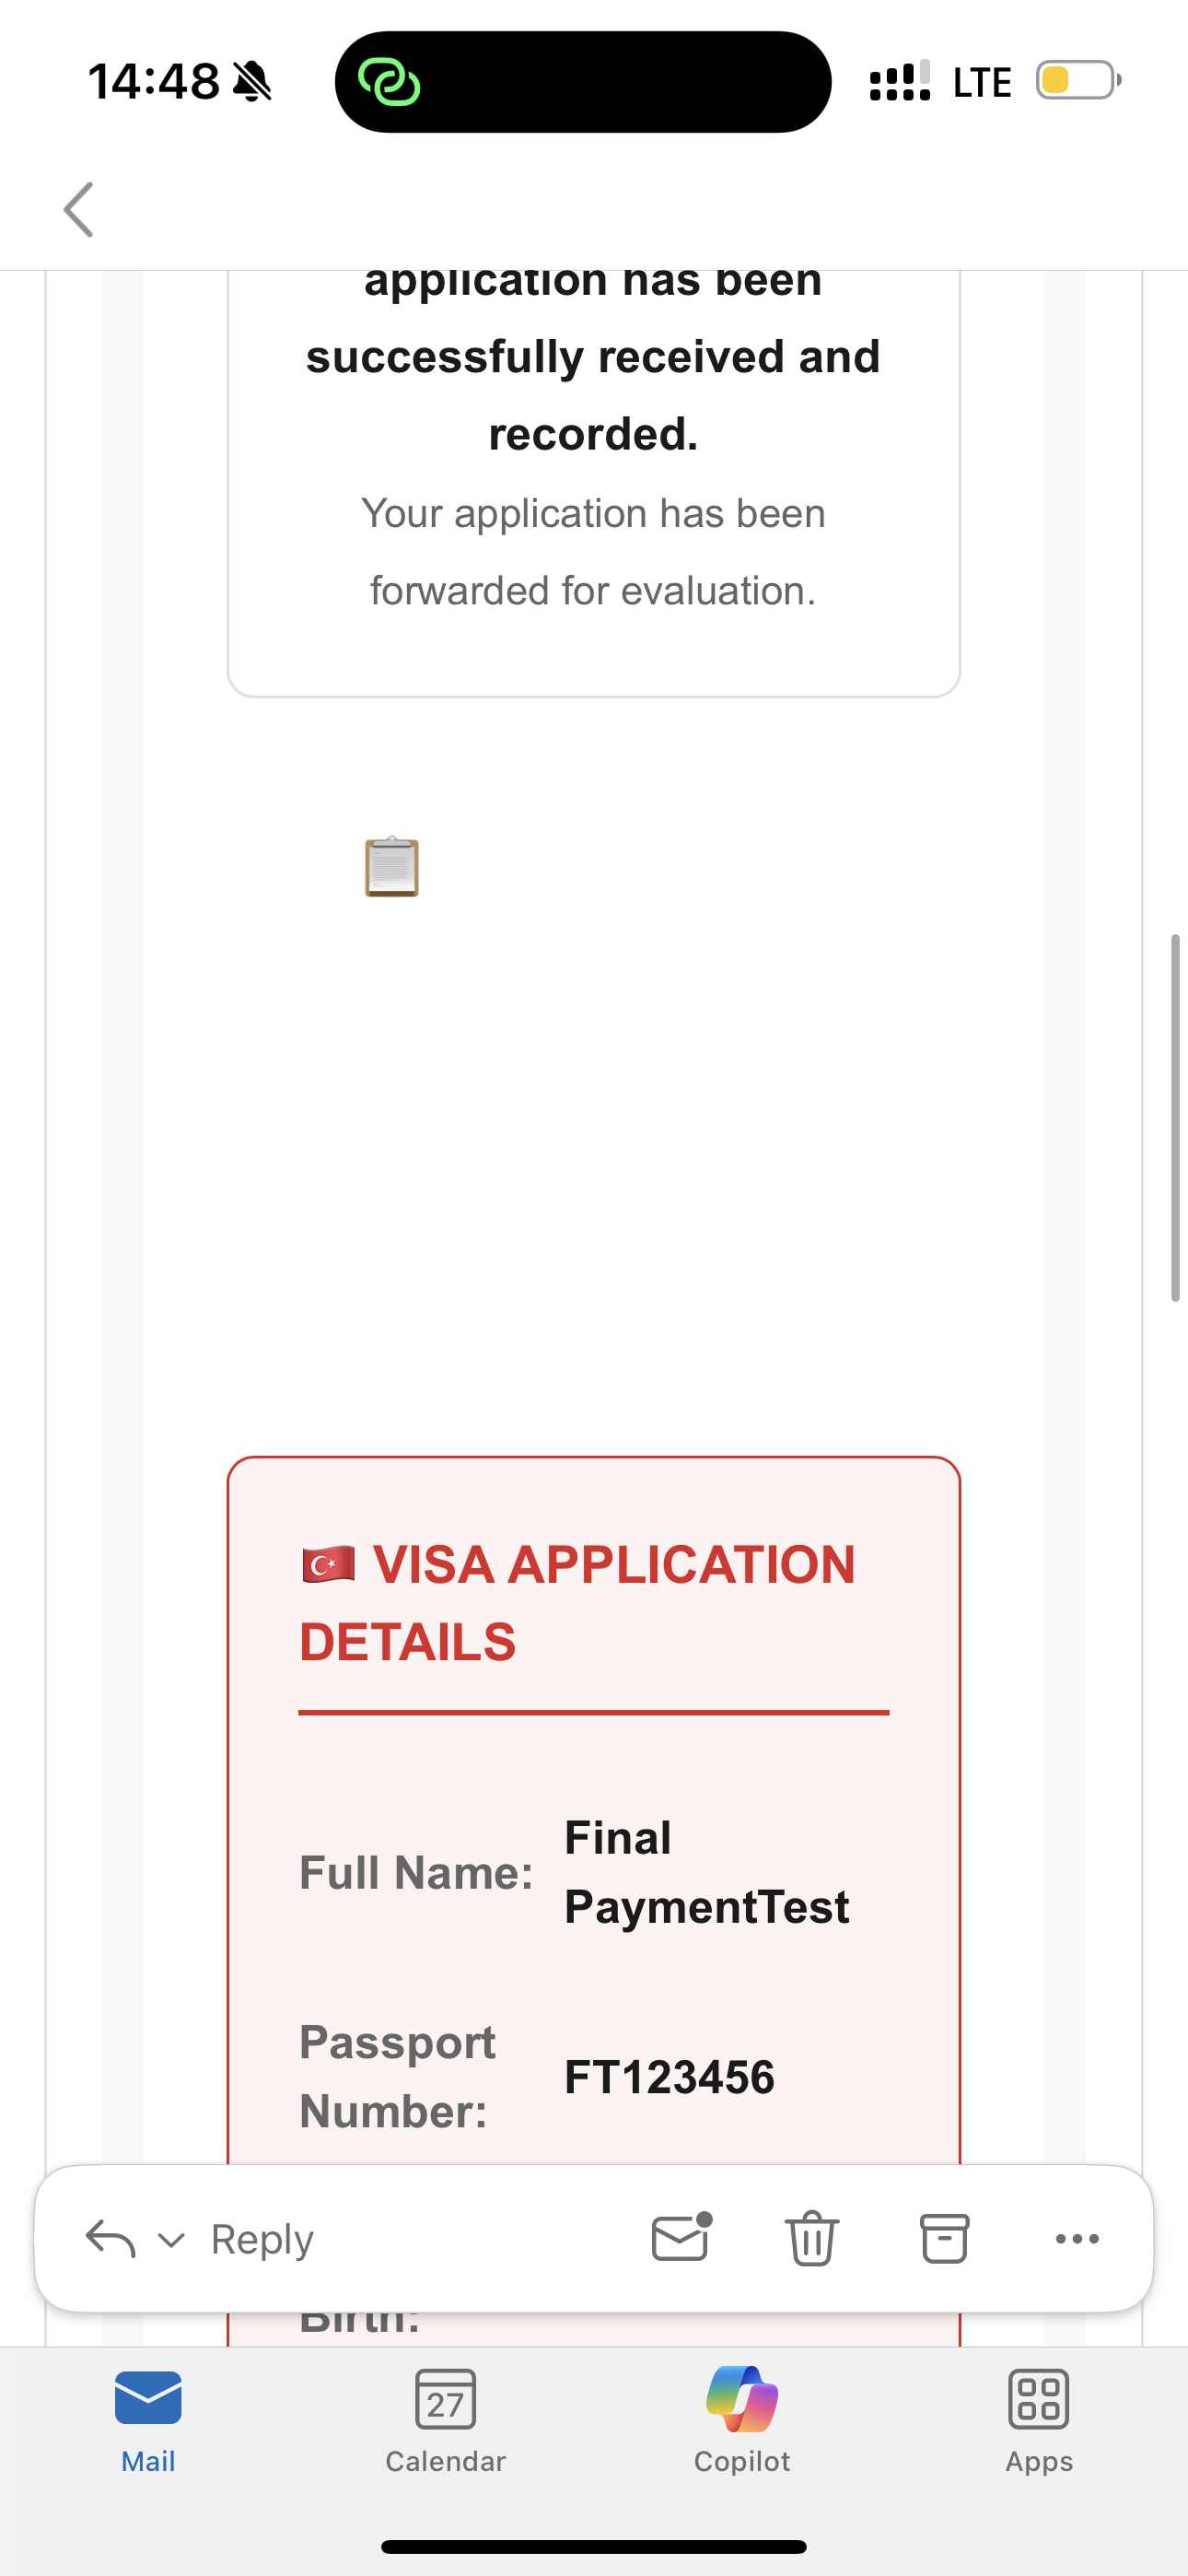 14:48
LTE
application has been
successfully received and
recorded.
Your application has been
forwarded for evaluation.
VISA APPLICATION
DETAILS
Full Name:
Final
PaymentTest
Passport
Number:
FT123456
Reply
Birth:
27
Mail
Calendar
Copilot
Apps